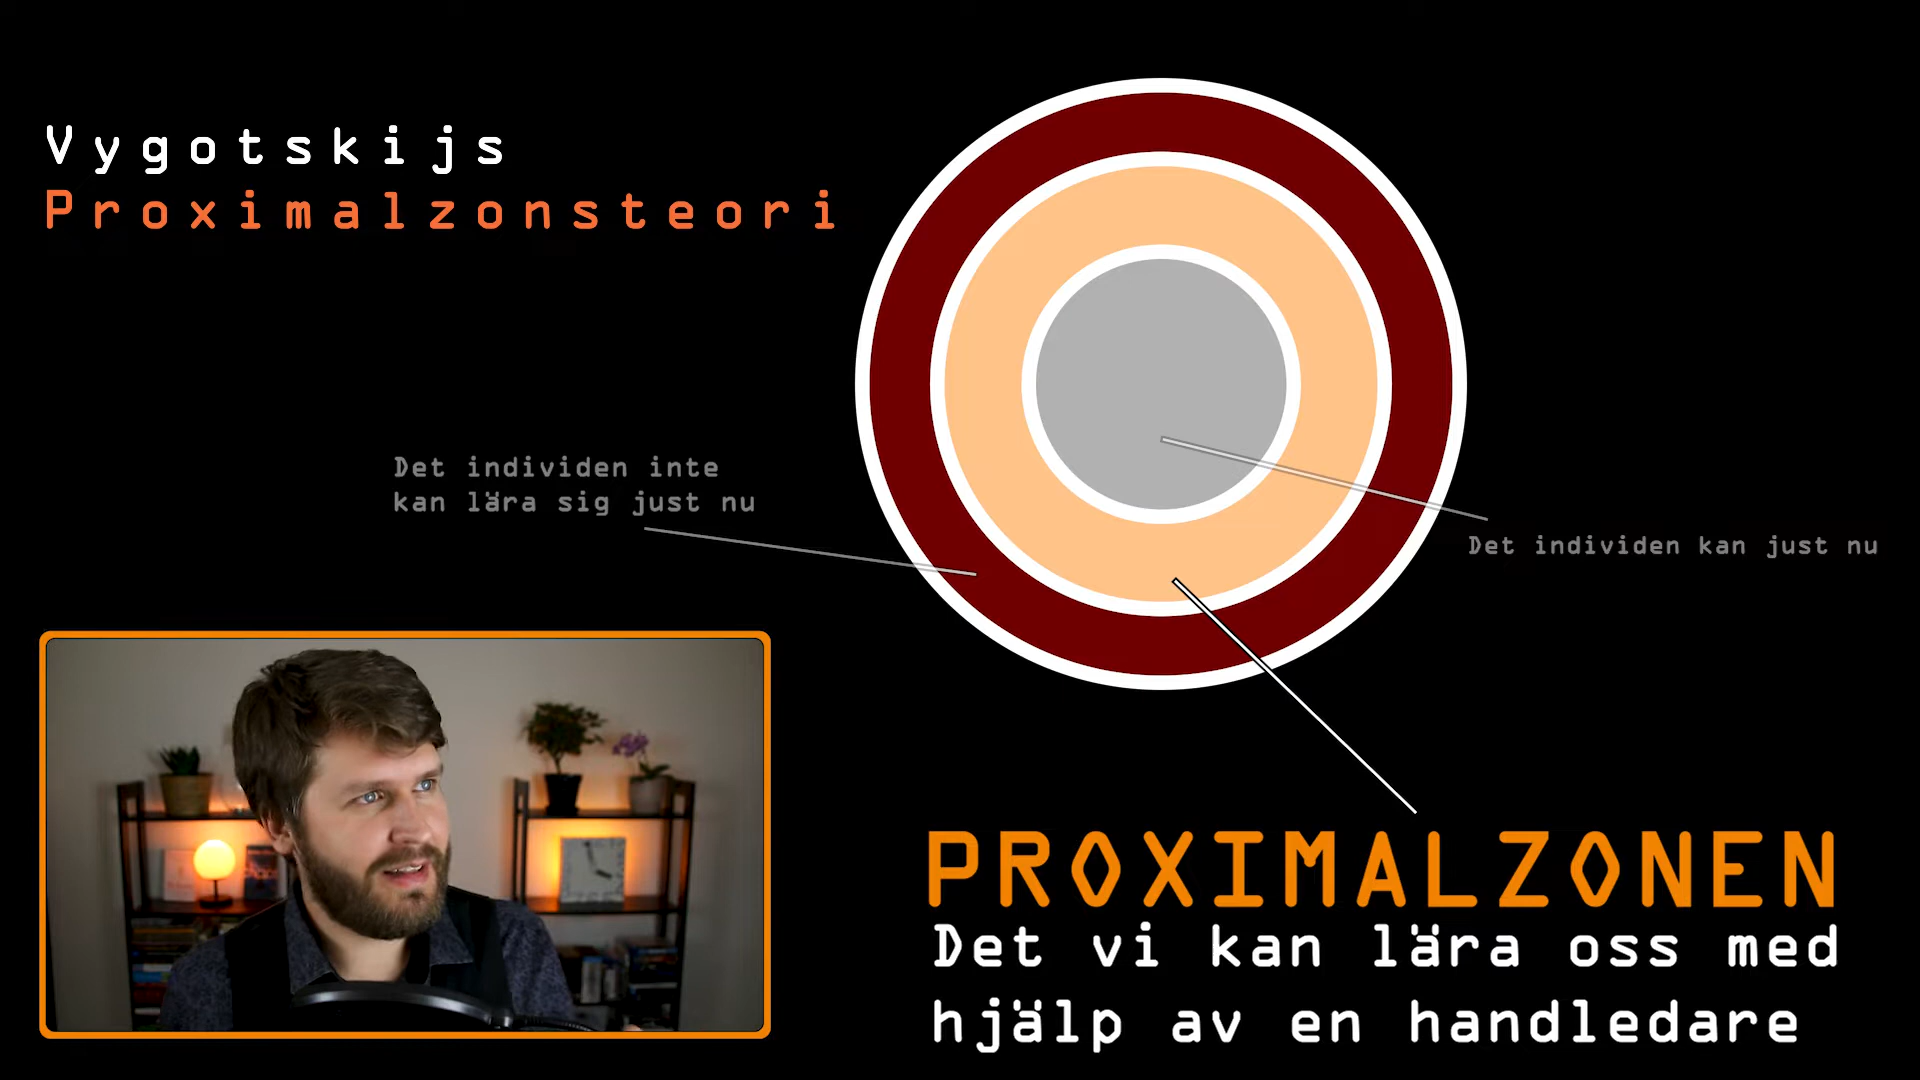 Vygotskijs
Proximalzonsteori
Det individen inte
kan lära sig just nu
Det individen kan just nu
PROXIMALZONEN
Det vi kan lära oss med
hjälp av en handledare